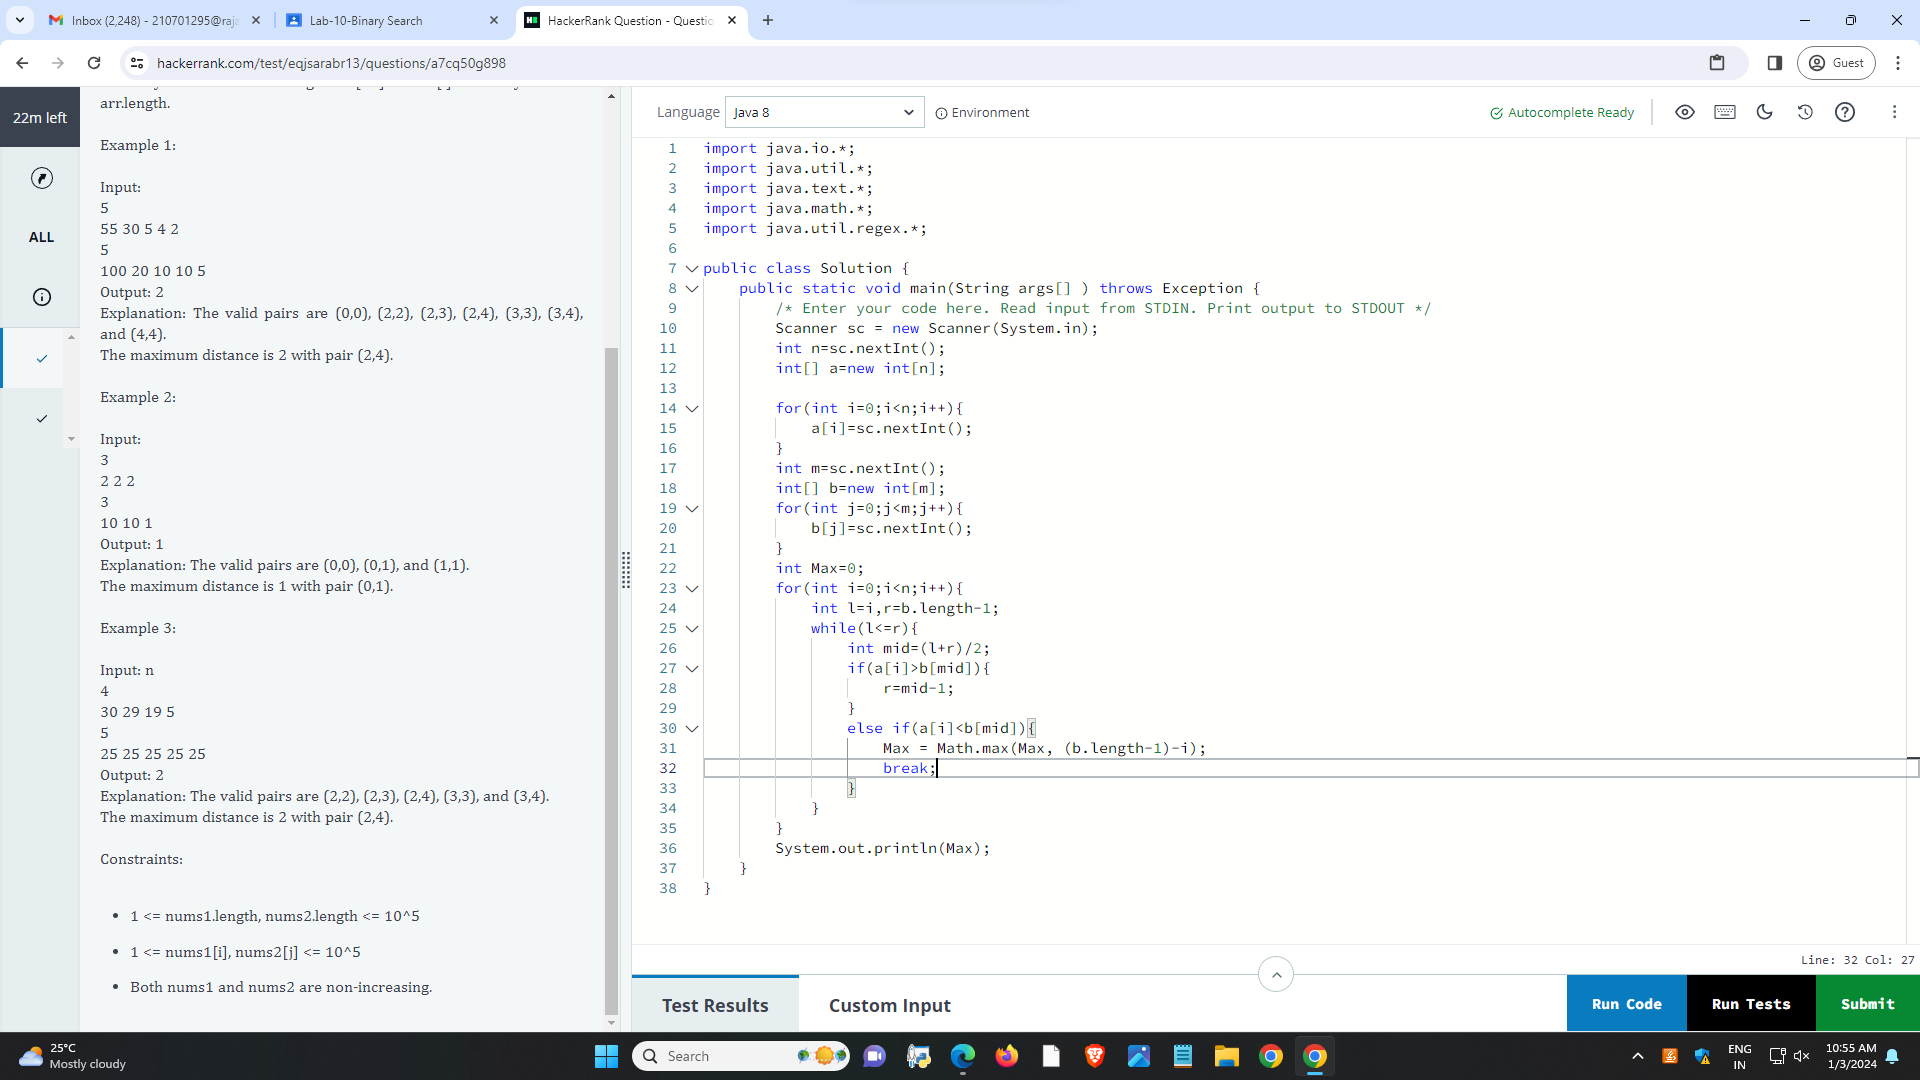 Inbox (2,248) - 210701295@raja
Lab-10-Binary Search
HackerRank Question - Questio
hackerrank.com/test/eqjsarabr13/questions/a7cq50g898
Guest
22m left
ALL
arr.length.
Example 1:
Input:
5
55 30 5 4 2
5
100 20 10 10 5
Output: 2
Explanation: The valid pairs are (0,0), (2,2), (2,3), (2,4), (3,3), (3,4),
and (4,4).
The maximum distance is 2 with pair (2,4).
Example 2:
Input:
3
2 2 2
3
10 10 1
Output: 1
Explanation: The valid pairs are (0,0), (0,1), and (1,1).
The maximum distance is 1 with pair (0,1).
Example 3:
Input: n
4
30 29 19 5
5
25 25 25 25 25
Output: 2
Explanation: The valid pairs are (2,2), (2,3), (2,4), (3,3), and (3,4).
The maximum distance is 2 with pair (2,4).
Constraints:
• 1 <= nums1.length, nums2.length <= 10^5
• 1 <= nums1[i], nums2[j] <= 10^5
• Both nums1 and nums2 are non-increasing.
Language Java 8 Environment Autocomplete Ready
1 import java.io.*;
2 import java.util.*;
3 import java.text.*;
4 import java.math.*;
5 import java.util.regex.*;
6
7 public class Solution {
8 public static void main(String args[] ) throws Exception {
9 /* Enter your code here. Read input from STDIN. Print output to STDOUT */
10 Scanner sc = new Scanner(System.in);
11 int n=sc.nextInt();
12 int[] a=new int[n];
13
14 for(int i=0;i<n;i++){
15 a[i]=sc.nextInt();
16 }
17 int m=sc.nextInt();
18 int[] b=new int[m];
19 for(int j=0;j<m;j++){
20 b[j]=sc.nextInt();
21 }
22 int Max=0;
23 for(int i=0;i<n;i++){
24 int l=i,r=b.length-1;
25 while(l<=r){
26 int mid=(l+r)/2;
27 if(a[i]>b[mid]){
28 r=mid-1;
29 }
30 else if(a[i]<b[mid]){
31 Max = Math.max(Max, (b.length-1)-i);
32 break;
33 }
34 }
35 }
36 System.out.println(Max);
37 }
38 }
Line: 32 Col: 27
Test Results
Custom Input
Run Code
Run Tests
Submit
25°C
Mostly cloudy
Search
ENG
IN
10:55 AM
1/3/2024